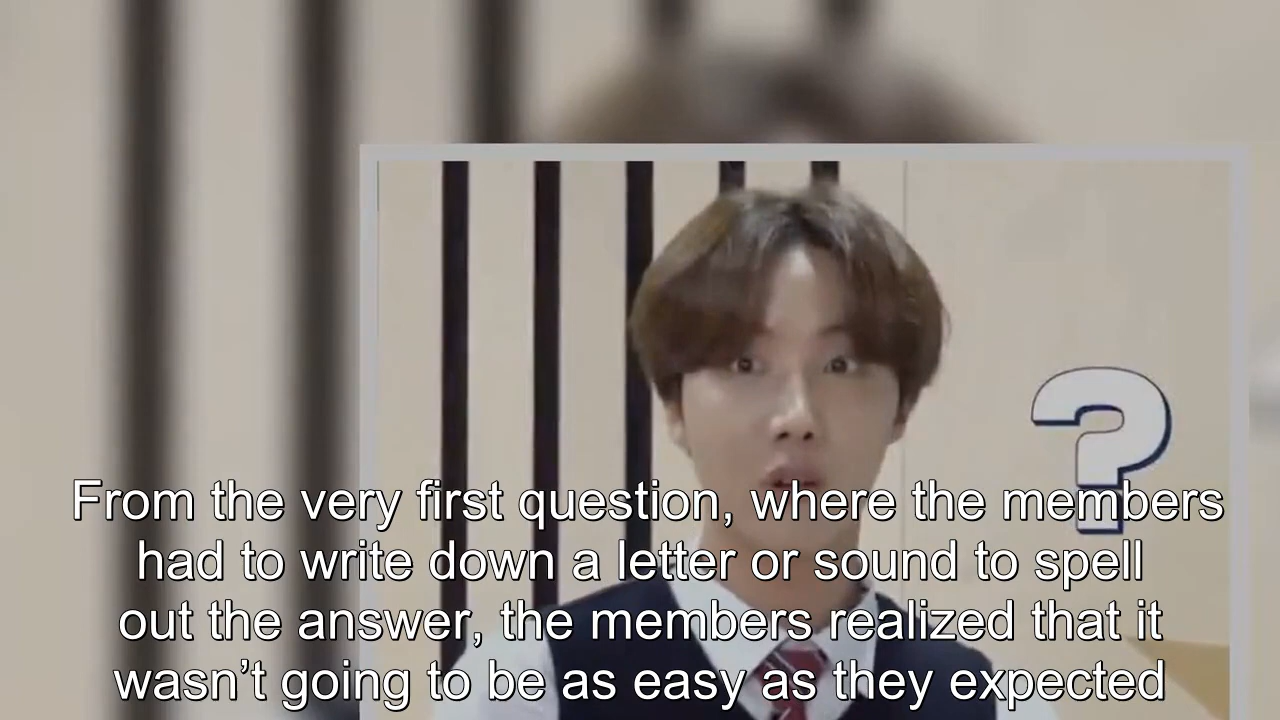 ?
From the very first question, where the members
had to write down a letter or sound to spell
out the answer, the members realized that it
wasn’t going to be as easy as they expected